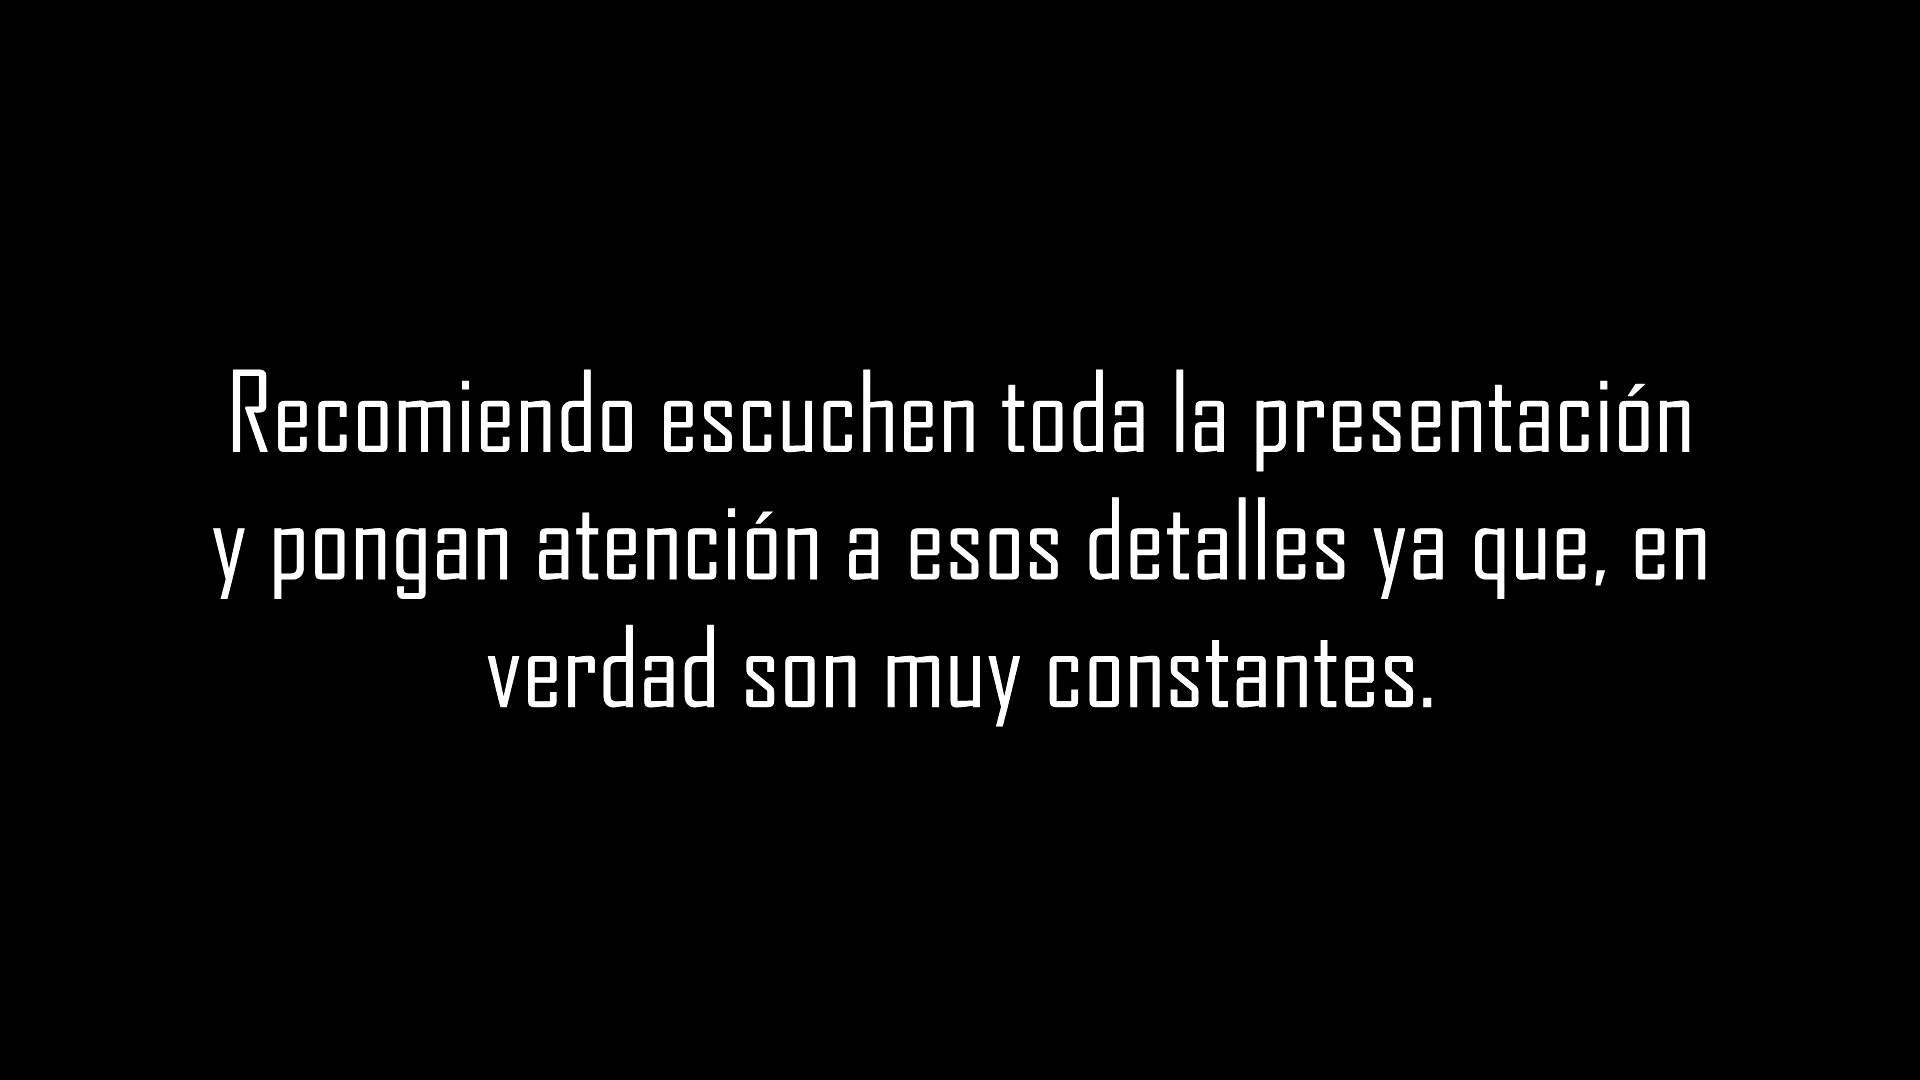 Recomiendo escuchen toda la presentación
y pongan atención a esos detalles ya que, en
verdad son muy constantes.